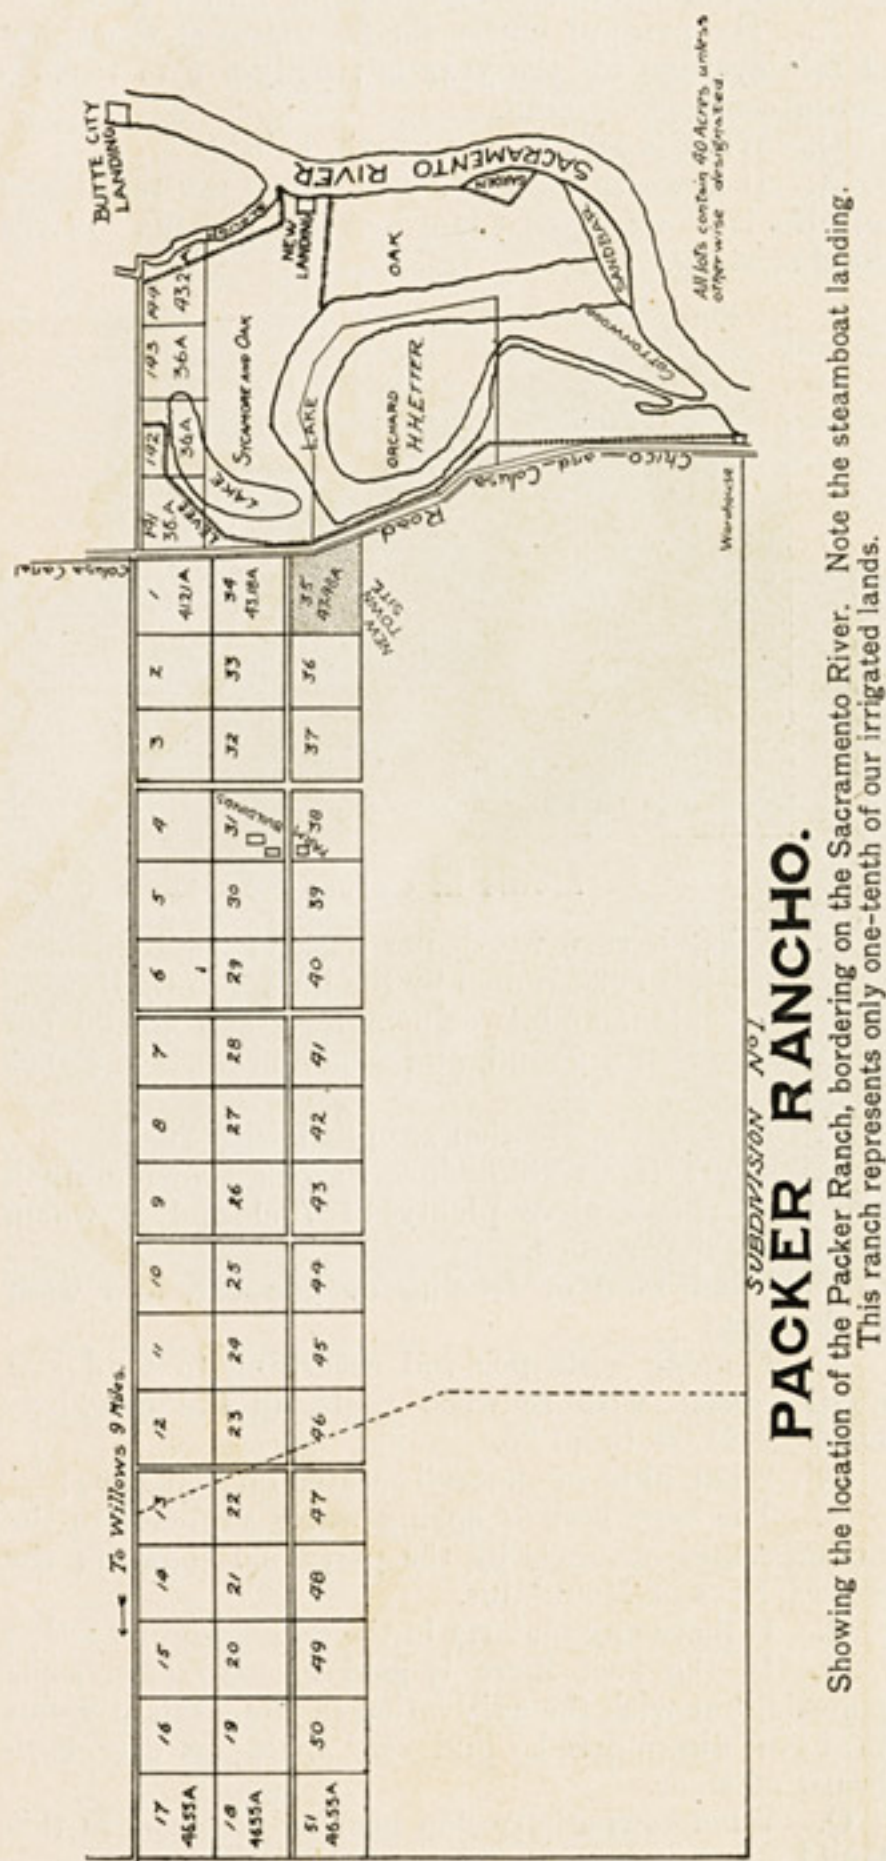 BUTTE CITY
LANDING
SACRAMENTO RIVER
NEW
LANDING
GARDEN
OAK
SANDBAR
COTTONWOOD
All lots contain 40 Acres unless
otherwise designated.
144
43.2
143
36A
142
36A
141
36.A
SYCAMORE AND OAK
LAKE
LEVEE
LAKE
ORCHARD
H.H.ETTER
Chico-and-Colusa
Road
Warehouse
Colusa Canal
← To Willows 9 Miles.
17
46.55A
16
15
14
13
12
11
10
9
8
7
6
5
4
3
2
1
41.21A
18
46.55A
19
20
21
22
23
24
25
26
27
28
29
30
31
BUILDINGS
32
33
34
43.18A
51
46.55A
50
49
48
47
46
45
44
43
42
41
40
39
38
37
36
35
NEW
TOWN
SITE
SUBDIVISION Nº 1
PACKER RANCHO.
Showing the location of the Packer Ranch, bordering on the Sacramento River. Note the steamboat landing.
This ranch represents only one-tenth of our irrigated lands.